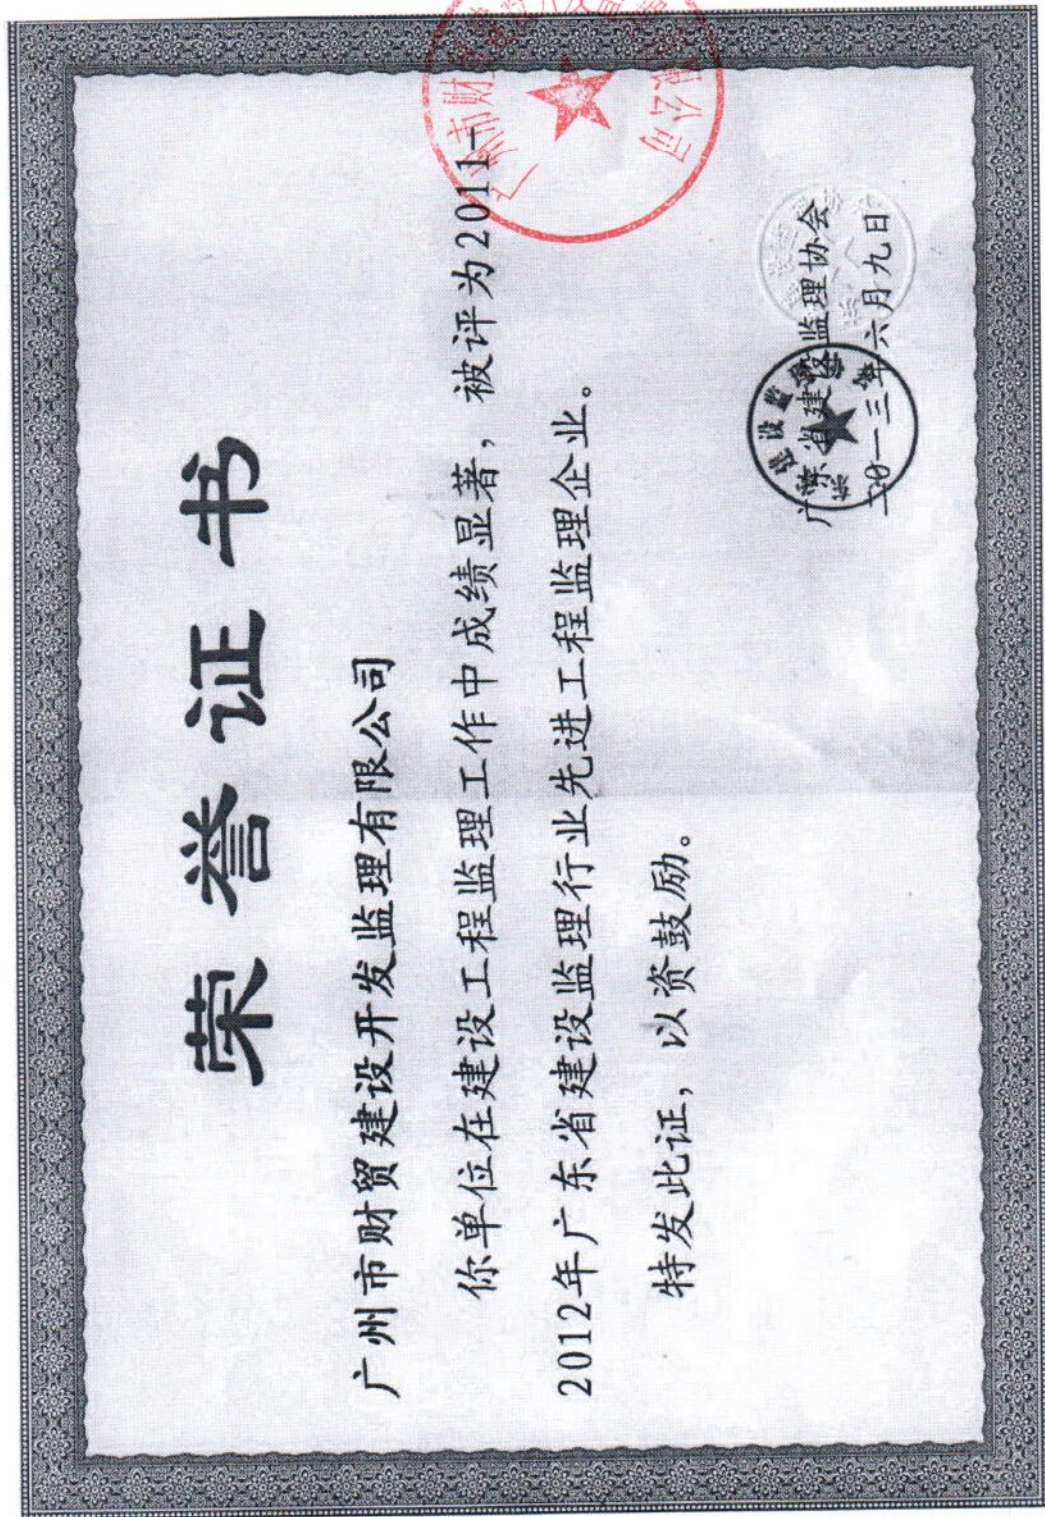 荣誉证书
广州市财贸建设开发监理有限公司
你单位在建设工程监理工作中成绩显著，被评为2011-
2012年广东省建设监理行业先进工程监理企业。
特发此证，以资鼓励。
广东省建设监理协会
二〇一三年六月九日